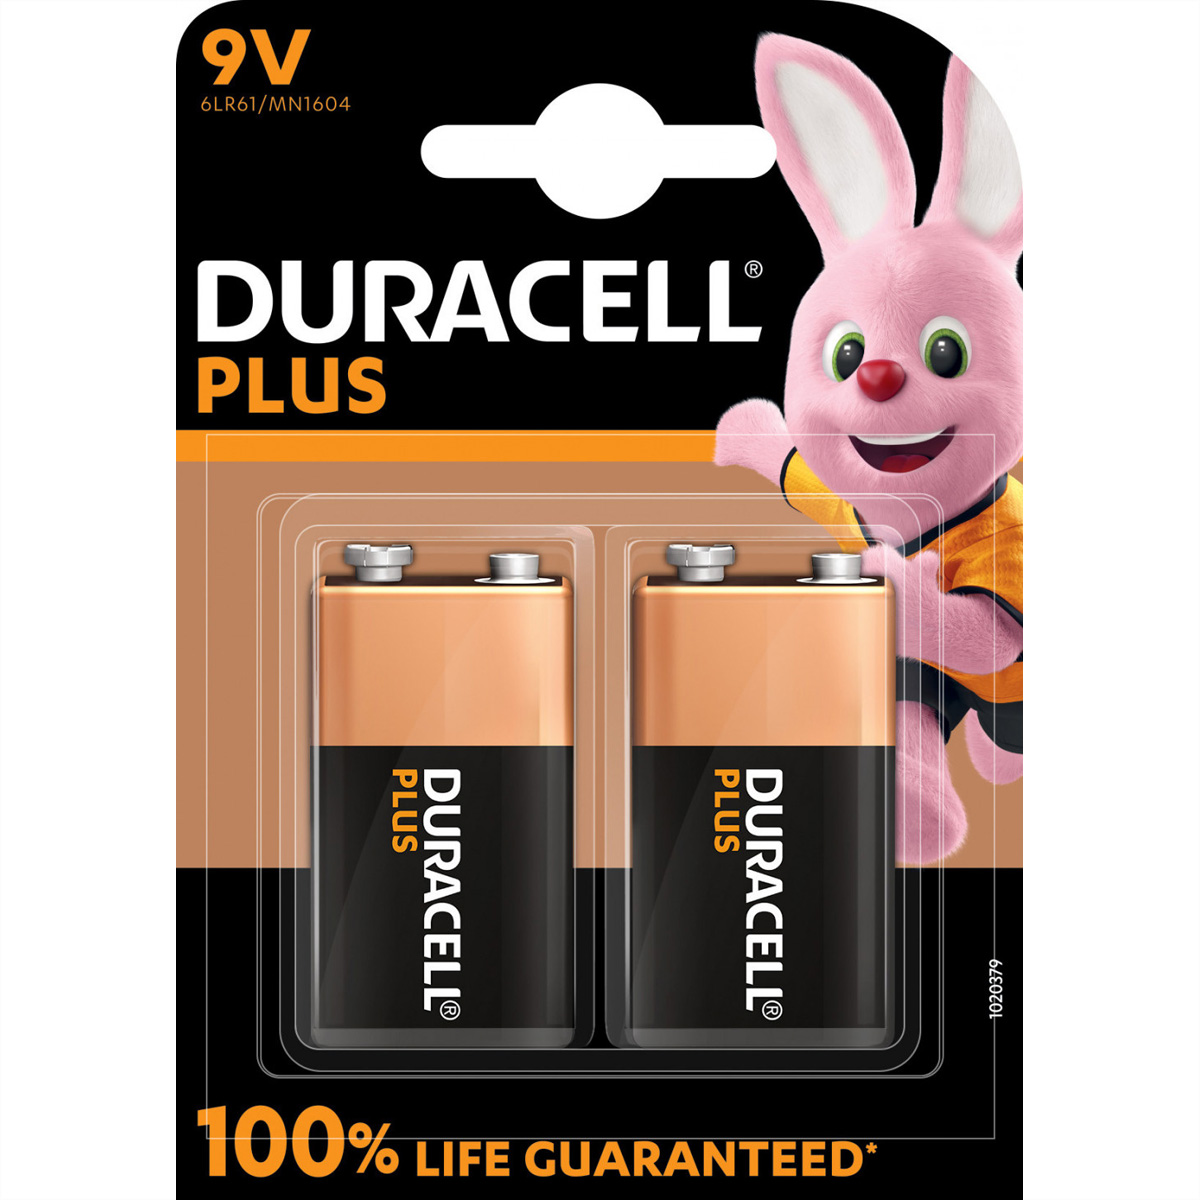 9V
6LR61/MN1604
DURACELL®
PLUS
DURACELL®
PLUS
DURACELL®
PLUS
1020379
100% LIFE GUARANTEED*